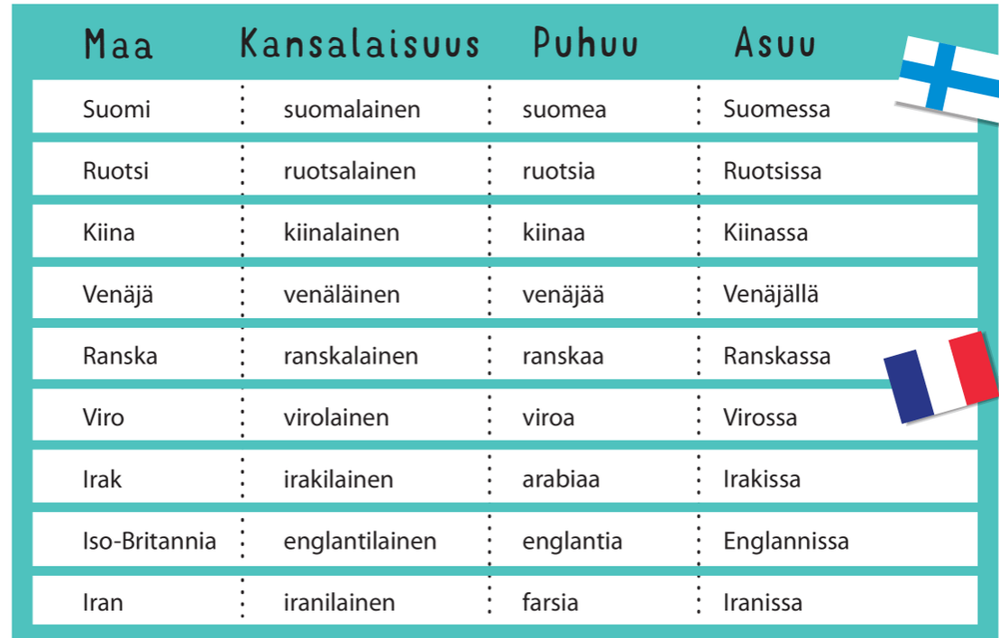 Maa Kansalaisuus Puhuu Asuu
Suomi suomalainen suomea Suomessa
Ruotsi ruotsalainen ruotsia Ruotsissa
Kiina kiinalainen kiinaa Kiinassa
Venäjä venäläinen venäjää Venäjällä
Ranska ranskalainen ranskaa Ranskassa
Viro virolainen viroa Virossa
Irak irakilainen arabiaa Irakissa
Iso-Britannia englantilainen englantia Englannissa
Iran iranilainen farsia Iranissa